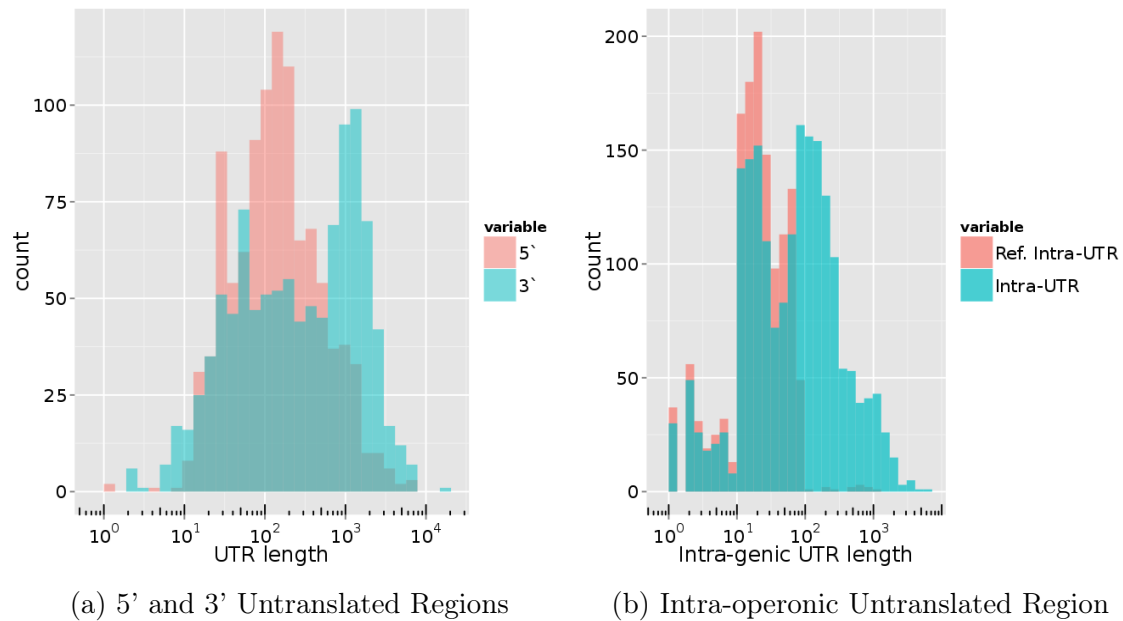 100
75
50
25
0
count
10^0 10^1 10^2 10^3 10^4
UTR length
variable
5`
3`
(a) 5' and 3' Untranslated Regions
200
150
100
50
0
count
10^0 10^1 10^2 10^3
Intra-genic UTR length
variable
Ref. Intra-UTR
Intra-UTR
(b) Intra-operonic Untranslated Region